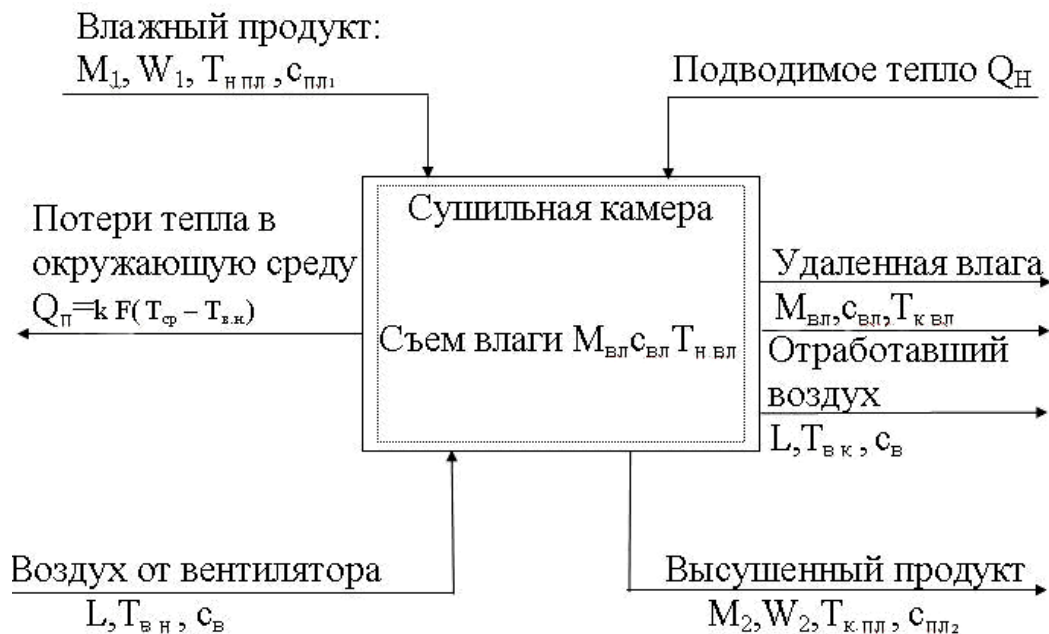 Влажный продукт:
M₁, W₁, Tн пл , cпл₁
Подводимое тепло Qн
Сушильная камера
Потери тепла в
окружающую среду
Qп=k F( Tср – Tв.н.)
Съем влаги Mвлcвл Tн.вл
Удаленная влага
Mвл,cвл,Tк вл
Отработавший
воздух
L,Tв к , cв
Воздух от вентилятора
L,Tв н , cв
Высушенный продукт
M₂,W₂,Tк.пл , cпл₂